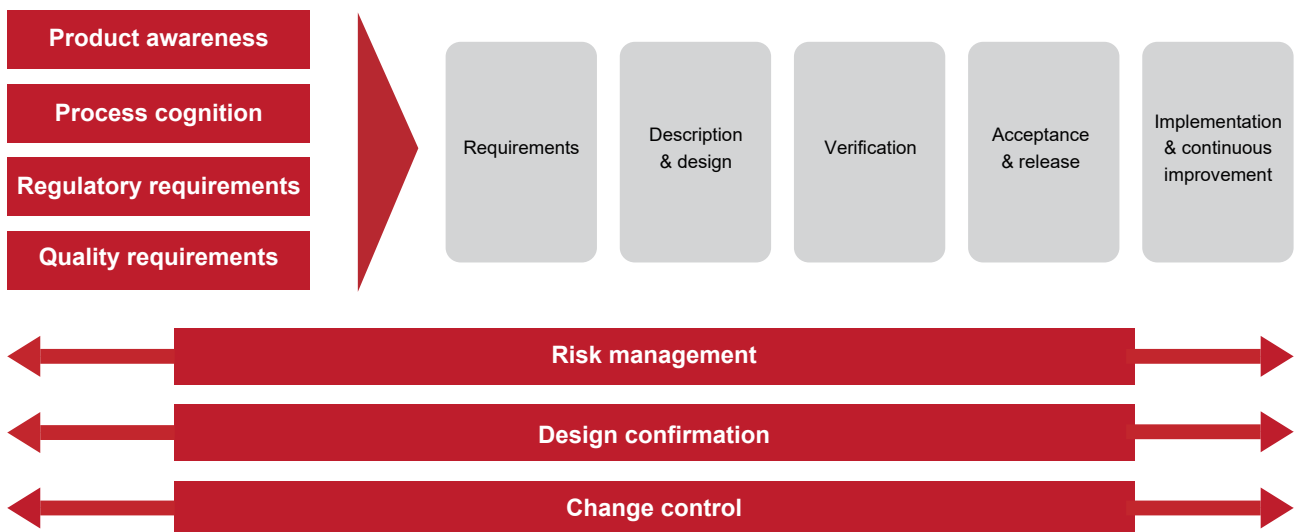 Product awareness
Process cognition
Regulatory requirements
Quality requirements
Requirements
Description
& design
Verification
Acceptance
& release
Implementation
& continuous
improvement
Risk management
Design confirmation
Change control